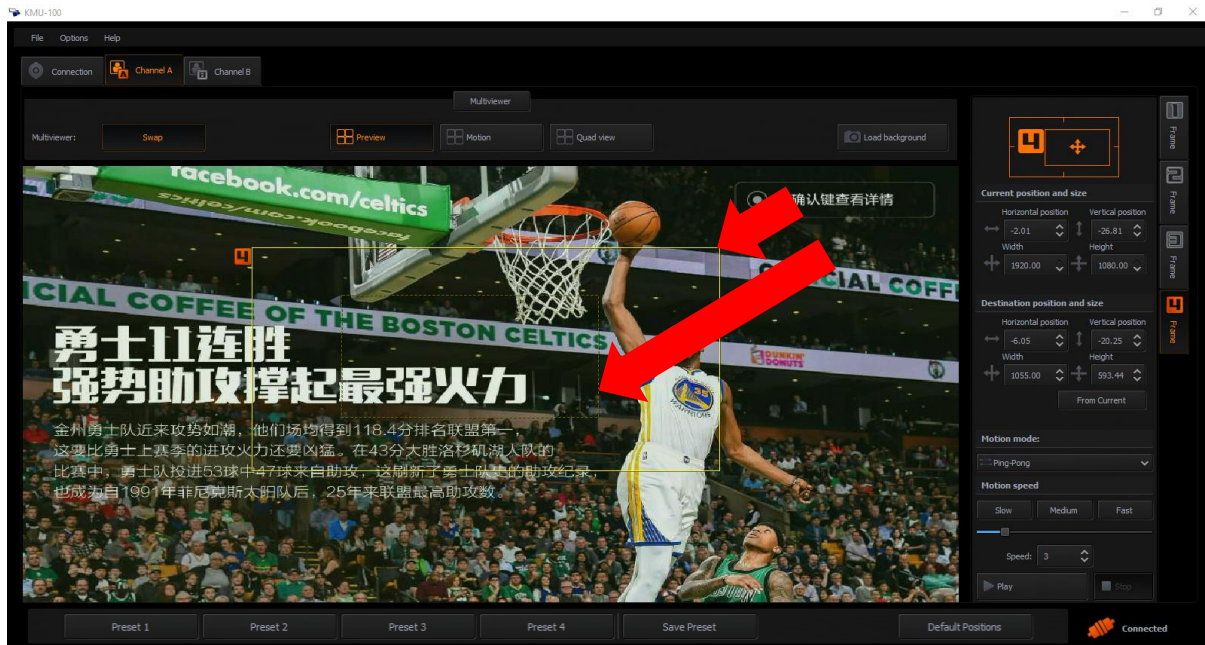 KMU-100
File Options Help
Connection Channel A Channel B
Multiviewer
Multiviewer: Swap Preview Motion Quad view Load background
facebook.com/celtics
确认键查看详情
4
CIAL COFFEE OF THE BOSTON CELTICS
CIAL COFFE
DUNKIN'
DONUTS
勇士11连胜
强势助攻撑起最强火力
金州勇士队近来攻势如潮，他们场均得到118.4分排名联盟第一，
这要比勇士上赛季的进攻火力还要凶猛。在43分大胜洛杉矶湖人队的
比赛中，勇士队投进53球中47球来自助攻，这刷新了勇士队史的助攻纪录，
也成为自1991年菲尼克斯太阳队后，25年来联盟最高助攻数。
35
WARRIORS
4
Current position and size
Horizontal position Vertical position
-2.01 -26.81
Width Height
1920.00 1080.00
Destination position and size
Horizontal position Vertical position
-6.05 -20.25
Width Height
1055.00 593.44
From Current
Motion mode:
Ping-Pong
Motion speed
Slow Medium Fast
Speed: 3
Play Stop
1 Frame
2 Frame
3 Frame
4 Frame
Preset 1 Preset 2 Preset 3 Preset 4 Save Preset Default Positions Connected